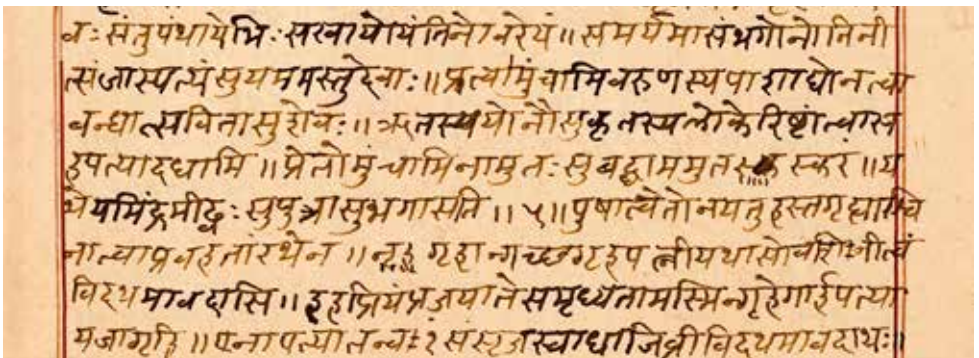 वः संतु पंथा येभिः सखायो यंति नो वरेयं ॥ समर्यमा सं भगो नो निनी
त्सं जास्पत्यं सुयममस्तु देवाः ॥ प्र त्वा मुंचामि वरुणस्य पाशाद्येन त्वा
बन्धात्सविता सुशेवः ॥ ऋतस्य योनौ सुकृतस्य लोके रिष्टां त्वा स
ह पत्या दधामि ॥ प्रेतो मुंचामि नामुतः सुबद्धाममुतस्करं ॥ य
थेयमिंद्र मीढ्वः सुपुत्रा सुभगासति ॥ ५ ॥ पुषा त्वेतो नयतु हस्तगृह्याश्वि
ना त्वा प्र वहतां रथेन ॥ गृहान्गच्छ गृहपत्नी यथासो वशिनी त्वं
विदथमा वदासि ॥ इह प्रियं प्रजया ते समृध्यतामस्मिन्गृहे गार्हपत्या
य जागृहि ॥ एना पत्या तन्वं १ सं सृजस्वाधा जिव्री विदथमा वदाथः ॥